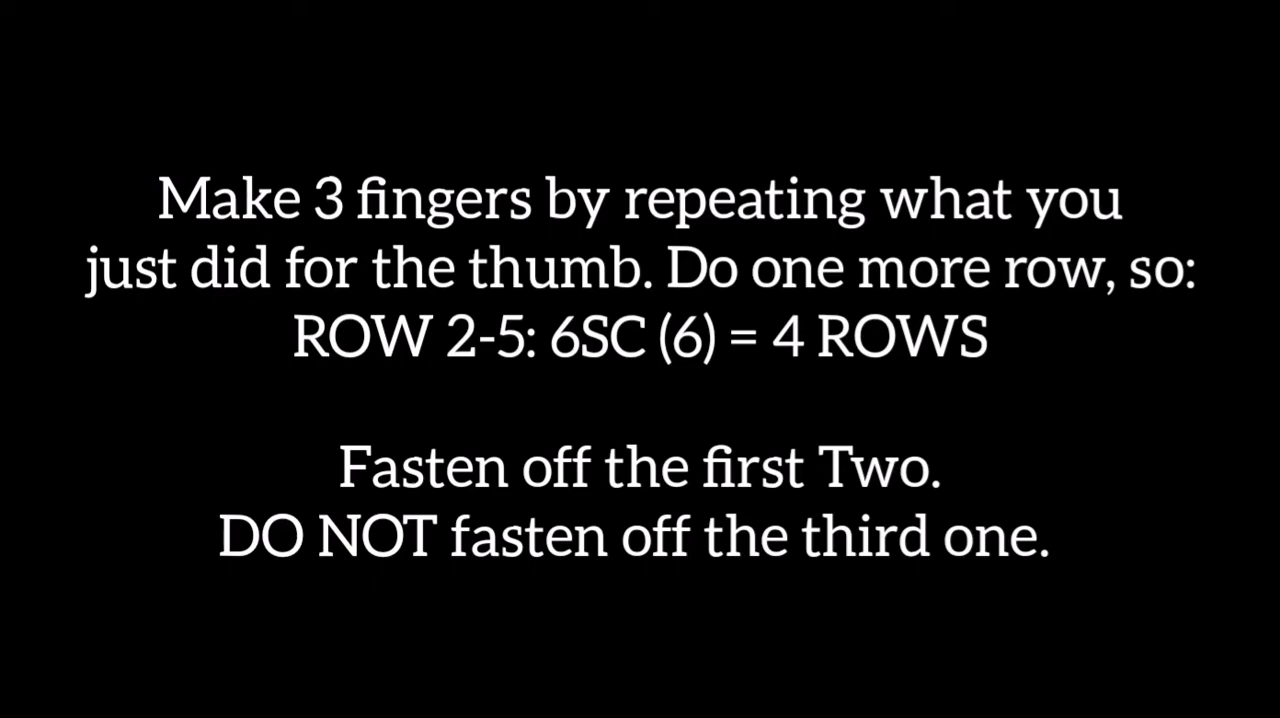 Make 3 fingers by repeating what you
just did for the thumb. Do one more row, so:
ROW 2-5: 6SC (6) = 4 ROWS
Fasten off the first Two.
DO NOT fasten off the third one.